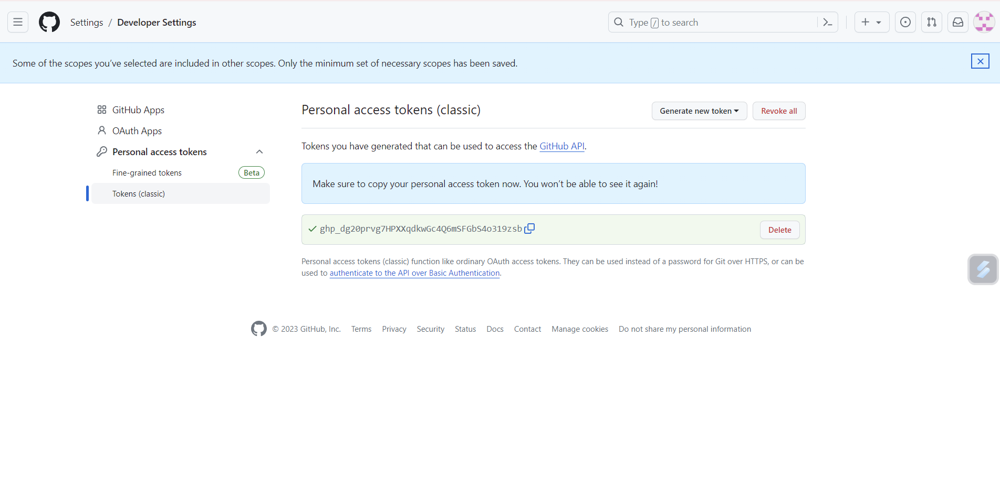 Settings / Developer Settings
Type / to search
Some of the scopes you've selected are included in other scopes. Only the minimum set of necessary scopes has been saved.
GitHub Apps
OAuth Apps
Personal access tokens
Fine-grained tokens Beta
Tokens (classic)
Personal access tokens (classic)
Generate new token
Revoke all
Tokens you have generated that can be used to access the GitHub API.
Make sure to copy your personal access token now. You won't be able to see it again!
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
Delete
Personal access tokens (classic) function like ordinary OAuth access tokens. They can be used instead of a password for Git over HTTPS, or can be
used to authenticate to the API over Basic Authentication.
© 2023 GitHub, Inc. Terms Privacy Security Status Docs Contact Manage cookies Do not share my personal information